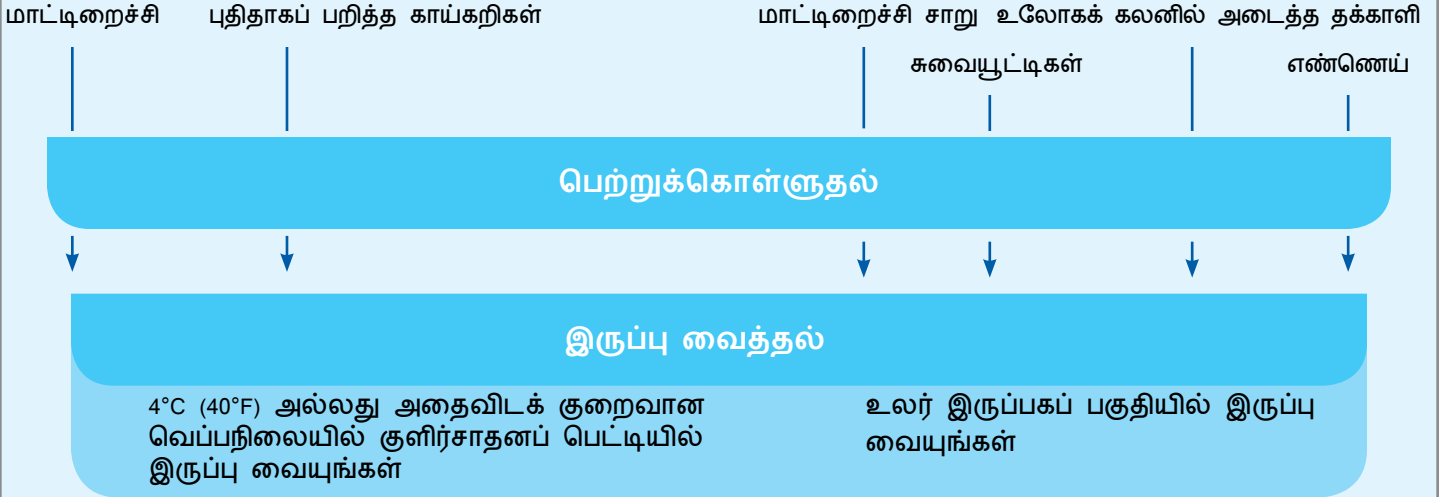 மாட்டிறைச்சி புதிதாகப் பறித்த காய்கறிகள் மாட்டிறைச்சி சாறு உலோகக் கலனில் அடைத்த தக்காளி
சுவையூட்டிகள் எண்ணெய்
பெற்றுக்கொள்ளுதல்
இருப்பு வைத்தல்
4°C (40°F) அல்லது அதைவிடக் குறைவான
வெப்பநிலையில் குளிர்சாதனப் பெட்டியில்
இருப்பு வையுங்கள்
உலர் இருப்பகப் பகுதியில் இருப்பு
வையுங்கள்